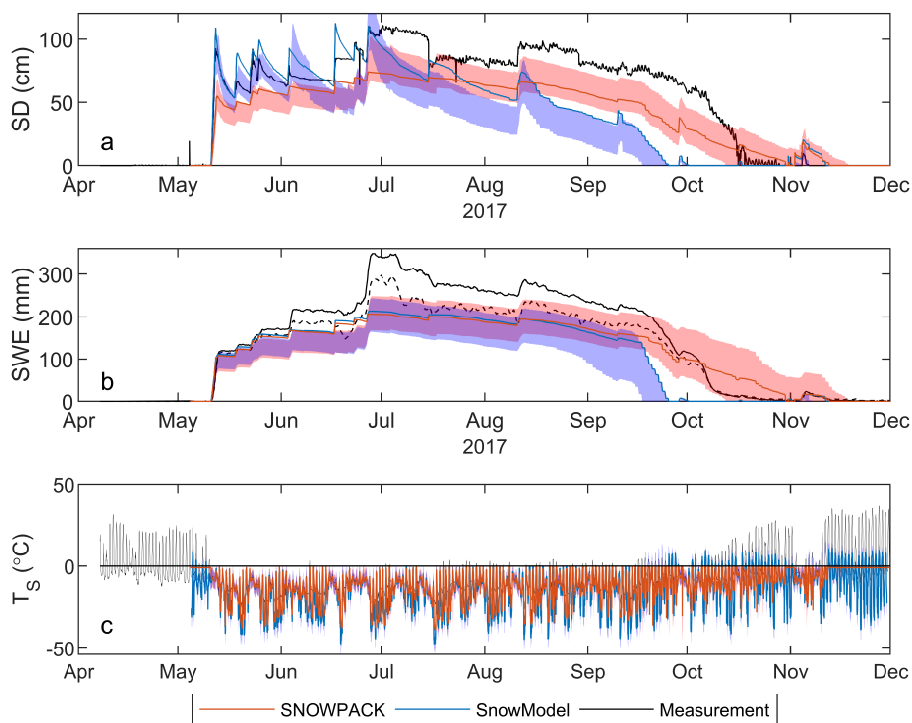 100
50
0
SD (cm)
a
Apr May Jun Jul Aug Sep Oct Nov Dec
2017
300
200
100
0
SWE (mm)
b
Apr May Jun Jul Aug Sep Oct Nov Dec
2017
50
0
-50
T_S (°C)
c
Apr May Jun Jul Aug Sep Oct Nov Dec
SNOWPACK SnowModel Measurement